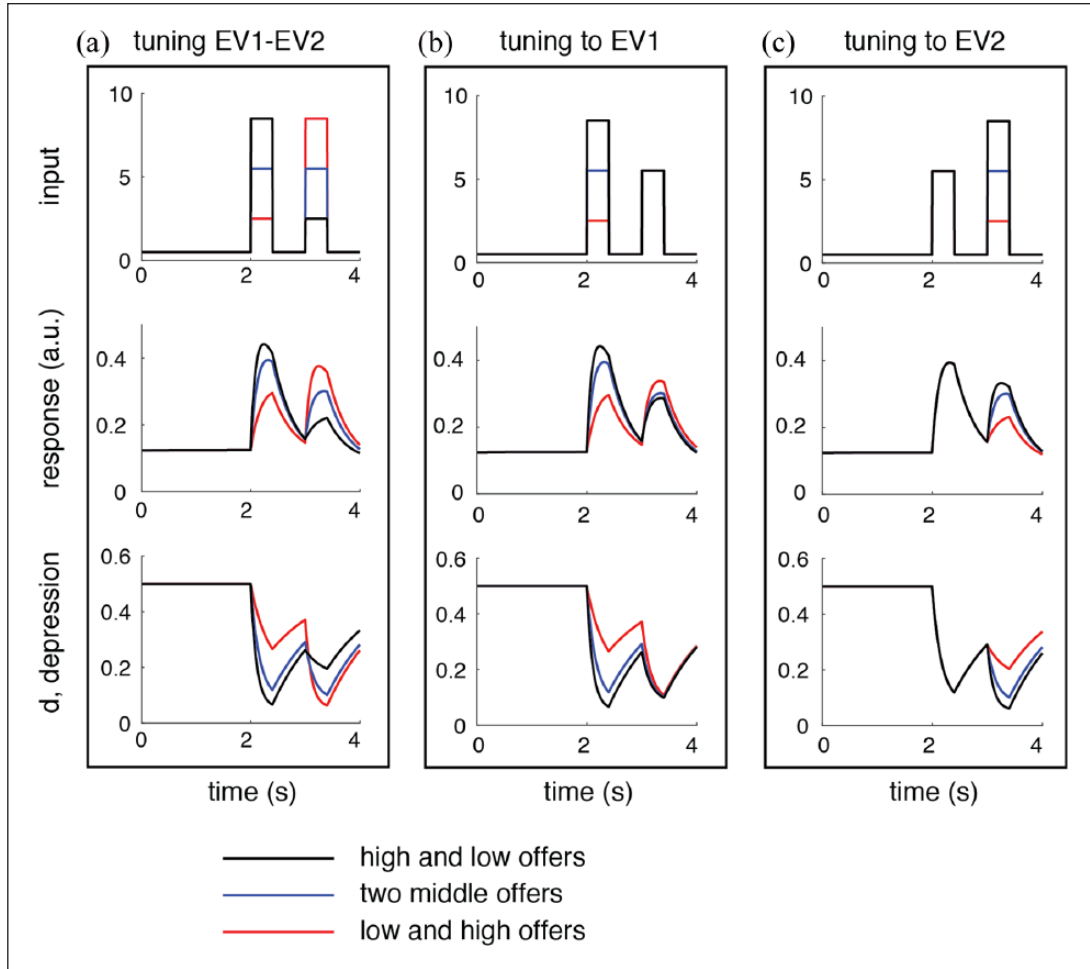 (a) tuning EV1-EV2
(b) tuning to EV1
(c) tuning to EV2
input
10
5
0
0 2 4
10
5
0
0 2 4
10
5
0
0 2 4
response (a.u.)
0.4
0.2
0
0 2 4
0.4
0.2
0
0 2 4
0.4
0.2
0
0 2 4
d, depression
0.6
0.4
0.2
0
0 2 4
0.6
0.4
0.2
0
0 2 4
0.6
0.4
0.2
0
0 2 4
time (s)
time (s)
time (s)
high and low offers
two middle offers
low and high offers